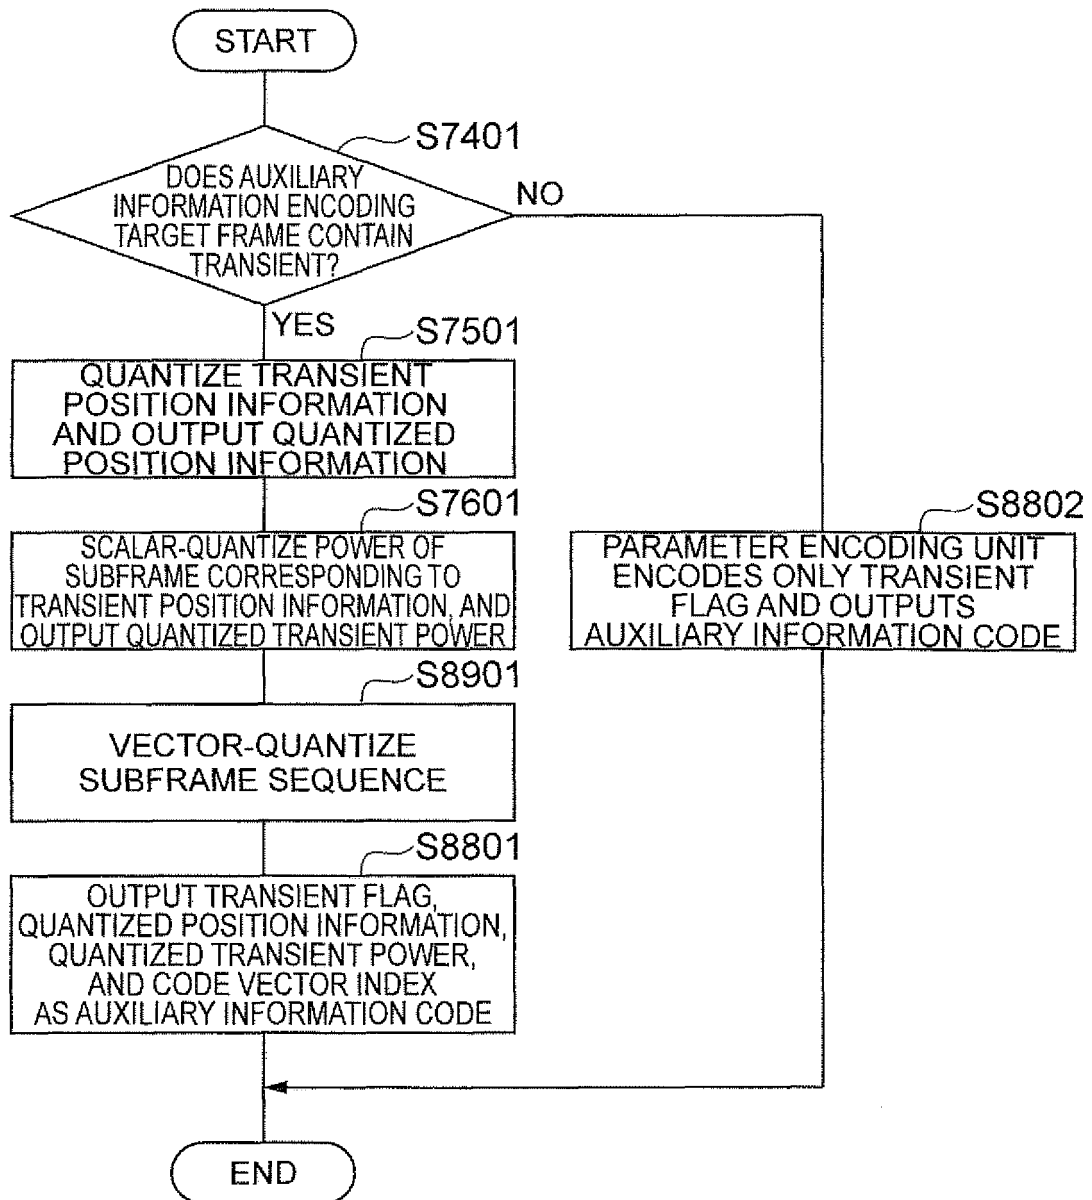 START
S7401
DOES AUXILIARY
INFORMATION ENCODING
TARGET FRAME CONTAIN
TRANSIENT?
NO
YES
S7501
QUANTIZE TRANSIENT
POSITION INFORMATION
AND OUTPUT QUANTIZED
POSITION INFORMATION
S7601
SCALAR-QUANTIZE POWER OF
SUBFRAME CORRESPONDING TO
TRANSIENT POSITION INFORMATION, AND
OUTPUT QUANTIZED TRANSIENT POWER
S8802
PARAMETER ENCODING UNIT
ENCODES ONLY TRANSIENT
FLAG AND OUTPUTS
AUXILIARY INFORMATION CODE
S8901
VECTOR-QUANTIZE
SUBFRAME SEQUENCE
S8801
OUTPUT TRANSIENT FLAG,
QUANTIZED POSITION INFORMATION,
QUANTIZED TRANSIENT POWER,
AND CODE VECTOR INDEX
AS AUXILIARY INFORMATION CODE
END